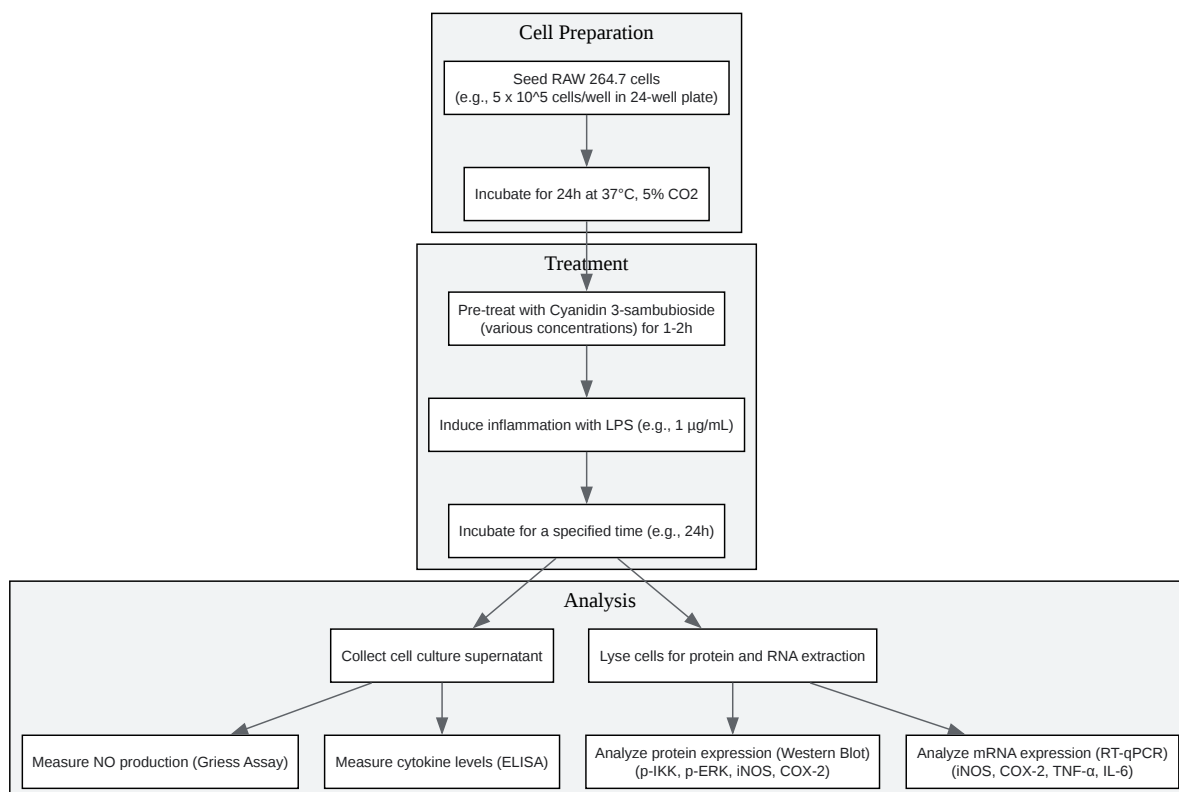 Cell Preparation
Seed RAW 264.7 cells
(e.g., 5 x 10^5 cells/well in 24-well plate)
Incubate for 24h at 37°C, 5% CO2
Treatment
Pre-treat with Cyanidin 3-sambubioside
(various concentrations) for 1-2h
Induce inflammation with LPS (e.g., 1 µg/mL)
Incubate for a specified time (e.g., 24h)
Analysis
Collect cell culture supernatant
Lyse cells for protein and RNA extraction
Measure NO production (Griess Assay)
Measure cytokine levels (ELISA)
Analyze protein expression (Western Blot)
(p-IKK, p-ERK, iNOS, COX-2)
Analyze mRNA expression (RT-qPCR)
(iNOS, COX-2, TNF-α, IL-6)